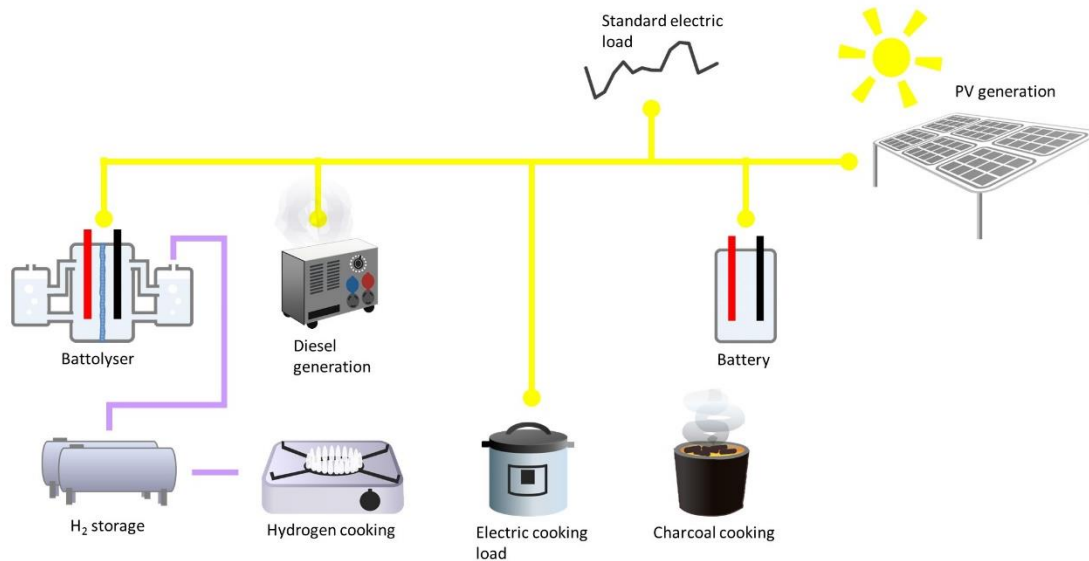 Standard electric
load
PV generation
Battolyser
Diesel
generation
Battery
H₂ storage
Hydrogen cooking
Electric cooking
load
Charcoal cooking